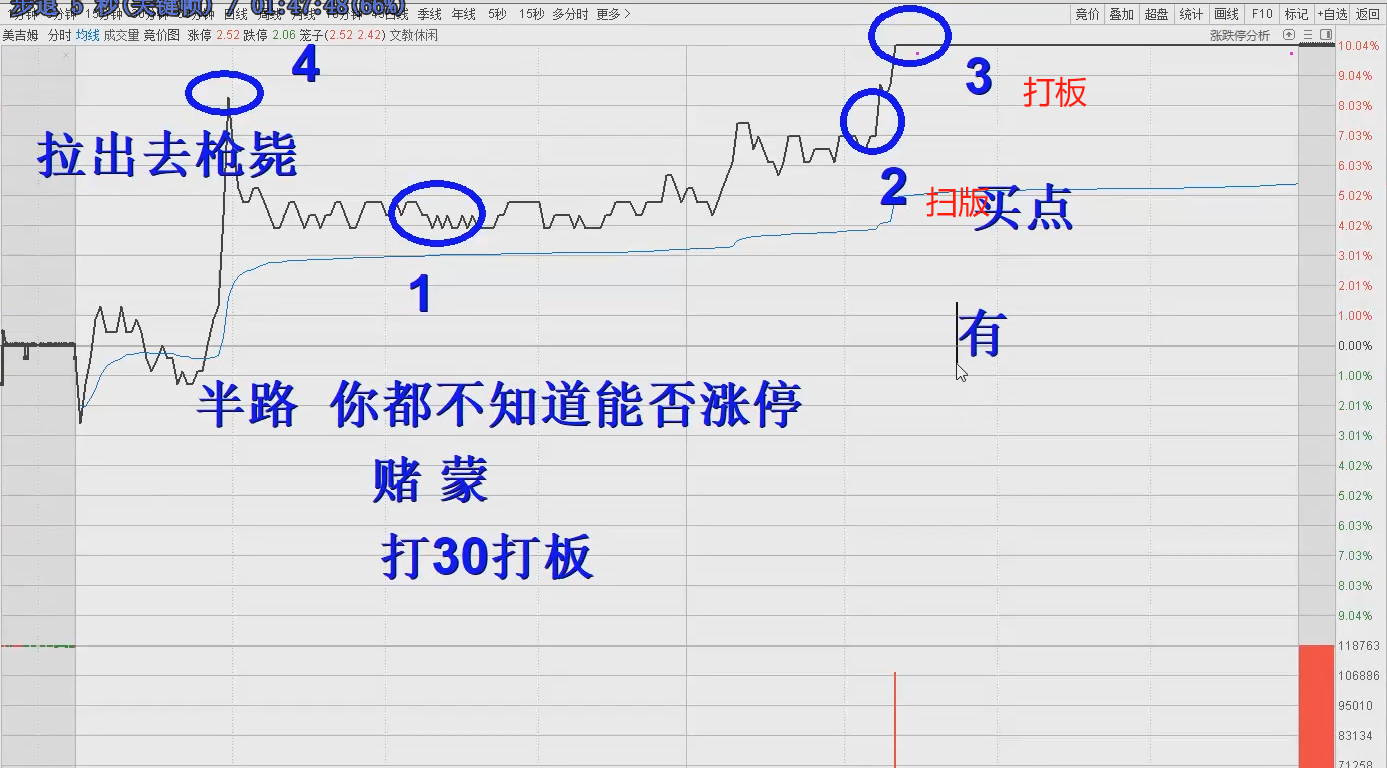 步退 5 秒(关键帧) / 01:47:48(66%)
日线 季线 年线 5秒 15秒 多分时 更多 >
竞价 叠加 超盘 统计 画线 F10 标记 +自选 返回
美吉姆 分时 均线 成交量 竞价图 涨停 2.52 跌停 2.06 笼子(2.52 2.42) 文教休闲
涨跌停分析
4
3
打板
拉出去枪毙
2
扫版
买点
1
有
半路 你都不知道能否涨停
赌 蒙
打30打板
10.04%
9.04%
8.03%
7.03%
6.03%
5.02%
4.02%
3.01%
2.01%
1.00%
0.00%
1.00%
2.01%
3.01%
4.02%
5.02%
6.03%
7.03%
8.03%
9.04%
118763
106886
95010
83134
71258